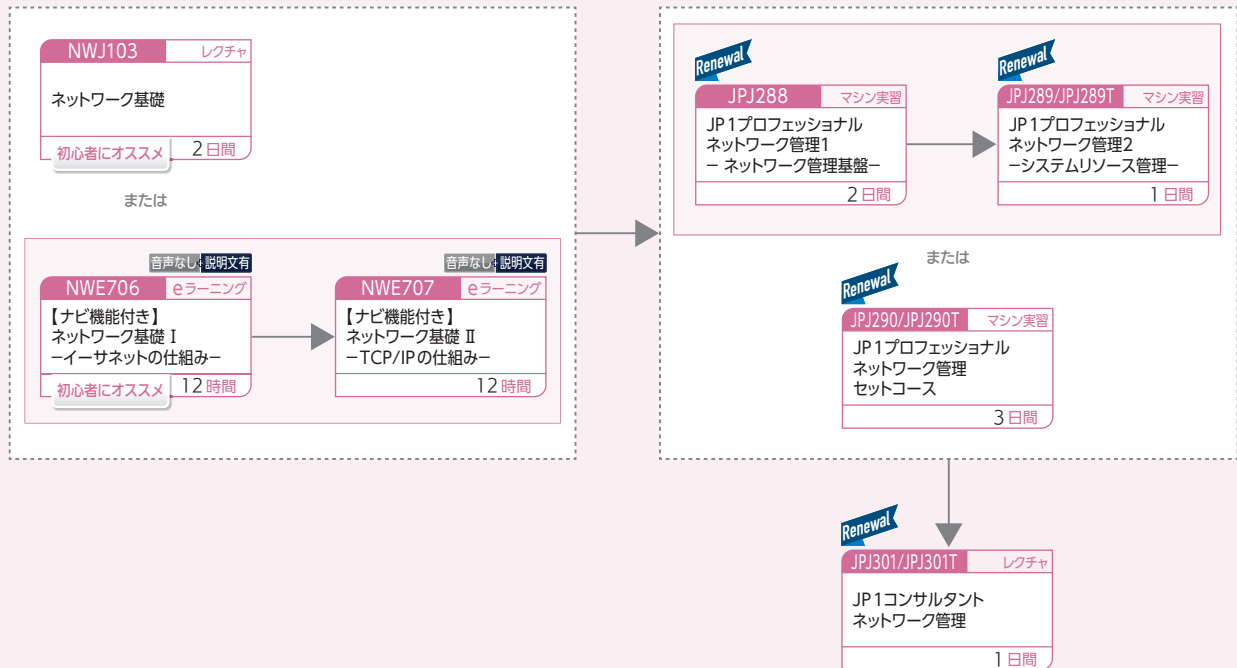 NWJ103 レクチャ
ネットワーク基礎
初心者にオススメ 2日間
または
音声なし+説明文有
NWE706 eラーニング
【ナビ機能付き】
ネットワーク基礎 Ⅰ
−イーサネットの仕組み−
初心者にオススメ 12時間
音声なし+説明文有
NWE707 eラーニング
【ナビ機能付き】
ネットワーク基礎 Ⅱ
−TCP/IPの仕組み−
12時間
Renewal
JPJ288 マシン実習
JP1プロフェッショナル
ネットワーク管理1
− ネットワーク管理基盤−
2日間
Renewal
JPJ289/JPJ289T マシン実習
JP1プロフェッショナル
ネットワーク管理2
−システムリソース管理−
1日間
または
Renewal
JPJ290/JPJ290T マシン実習
JP1プロフェッショナル
ネットワーク管理
セットコース
3日間
Renewal
JPJ301/JPJ301T レクチャ
JP1コンサルタント
ネットワーク管理
1日間